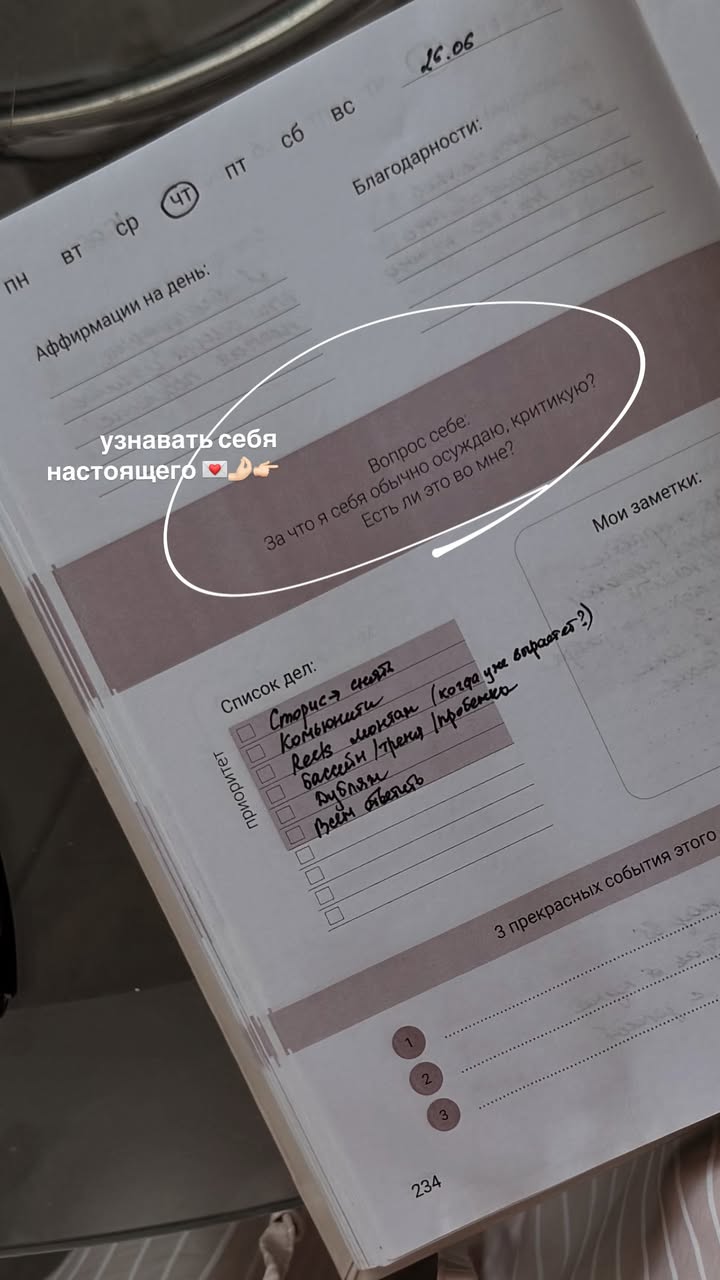 26.06
пн вт ср чт пт сб вс
Аффирмации на день:
Благодарности:
узнавать себя
настоящего 💌🤌🏻👉🏻
Вопрос себе:
За что я себя обычно осуждаю, критикую?
Есть ли это во мне?
Список дел:
приоритет
Сторис → снять
Комьюнити
Reels монтаж (когда уже вырастет?)
бассейн /трени /пробежка
Дубляж
Всем ответить
Мои заметки:
3 прекрасных события этого
1
2
3
234